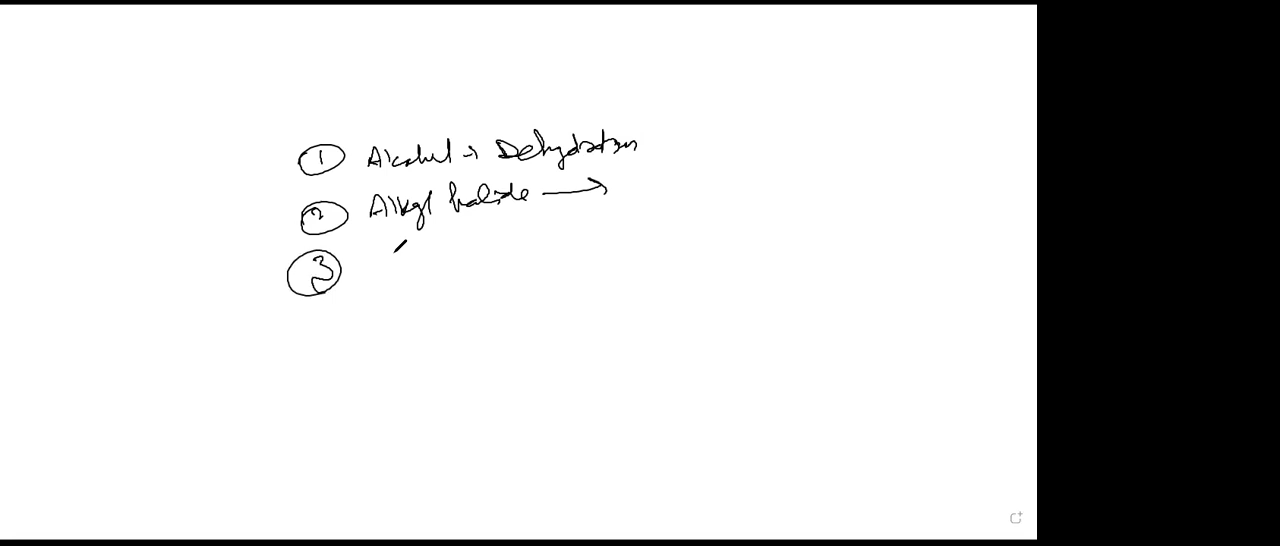 ① Alcohol → Dehydration
② Alkyl halide →
③